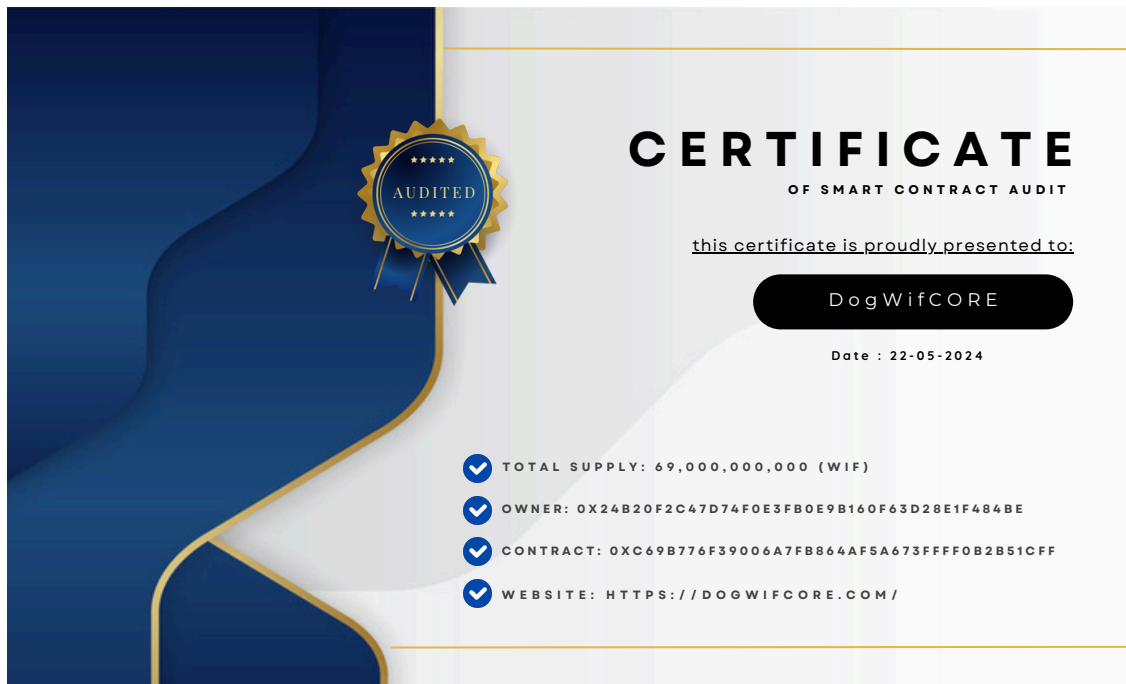 AUDITED
CERTIFICATE
OF SMART CONTRACT AUDIT
this certificate is proudly presented to:
DogWifCORE
Date : 22-05-2024
TOTAL SUPPLY: 69,000,000,000 (WIF)
OWNER: 0X24B20F2C47D74F0E3FB0E9B160F63D28E1F484BE
CONTRACT: 0XC69B776F39006A7FB864AF5A673FFFF0B2B51CFF
WEBSITE: HTTPS://DOGWIFCORE.COM/